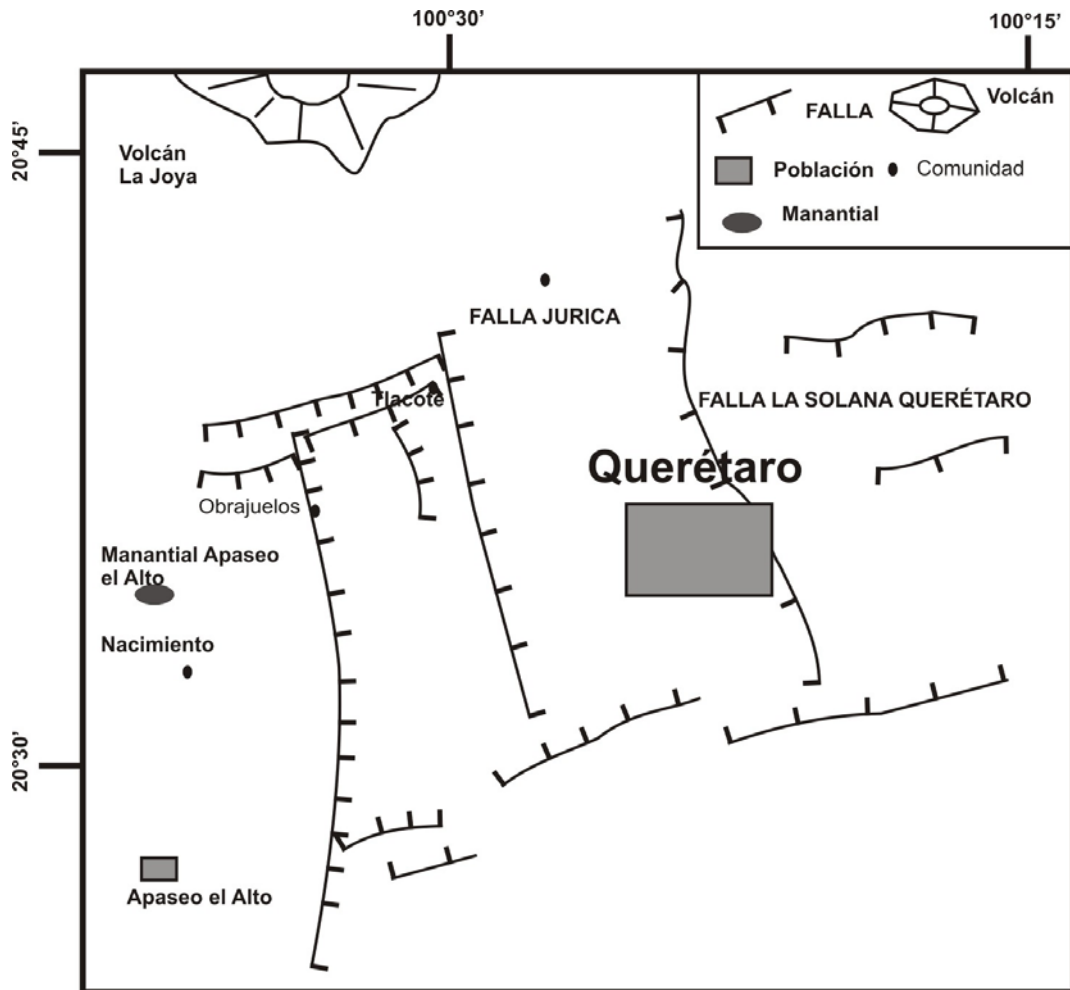 100°30’
100°15’
20°45’
20°30’
FALLA
Volcán
Población
Comunidad
Manantial
Volcán
La Joya
FALLA JURICA
Tlacote
FALLA LA SOLANA QUERÉTARO
Querétaro
Obrajuelos
Manantial Apaseo
el Alto
Nacimiento
Apaseo el Alto